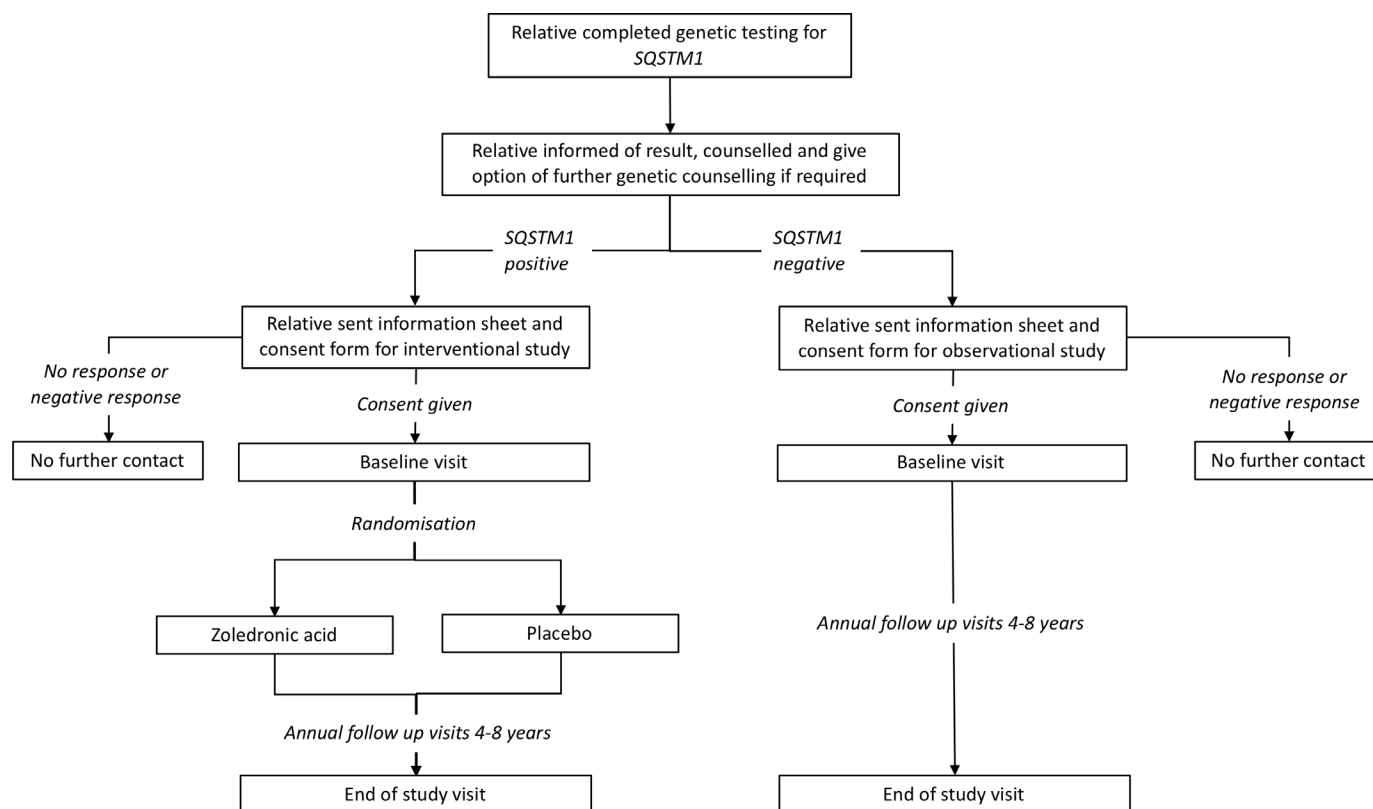 Relative completed genetic testing for
SQSTM1
Relative informed of result, counselled and give
option of further genetic counselling if required
SQSTM1
positive
SQSTM1
negative
Relative sent information sheet and
consent form for interventional study
Relative sent information sheet and
consent form for observational study
No response or
negative response
Consent given
Consent given
No response or
negative response
No further contact
Baseline visit
Baseline visit
No further contact
Randomisation
Zoledronic acid
Placebo
Annual follow up visits 4-8 years
Annual follow up visits 4-8 years
End of study visit
End of study visit